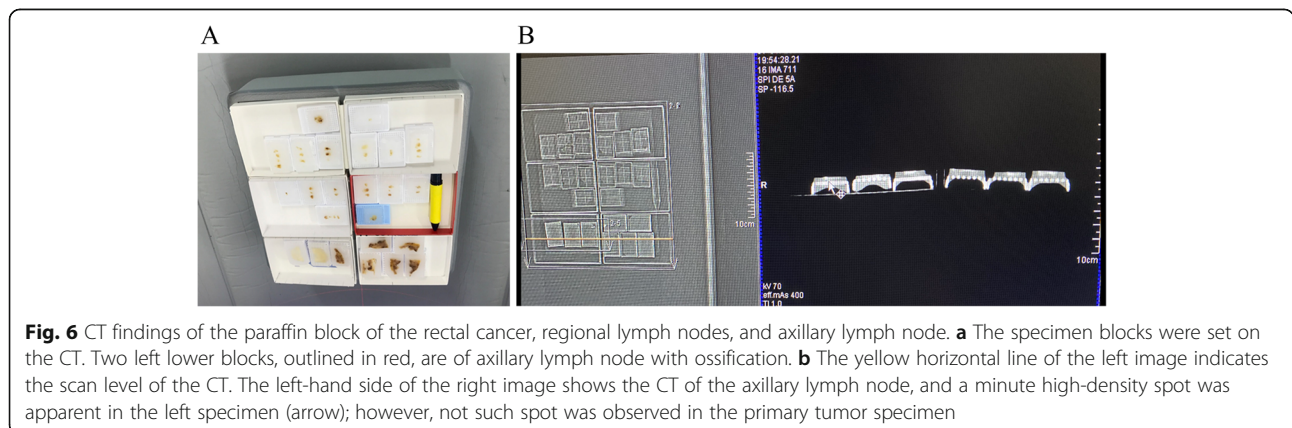 A
B
19:54:28.21
16 IMA 711
SPI DE 5A
SP -116.5
R
10cm
10cm
kV 70
eff.mAs 400
TI 1.0
Fig. 6 CT findings of the paraffin block of the rectal cancer, regional lymph nodes, and axillary lymph node. a The specimen blocks were set on
the CT. Two left lower blocks, outlined in red, are of axillary lymph node with ossification. b The yellow horizontal line of the left image indicates
the scan level of the CT. The left-hand side of the right image shows the CT of the axillary lymph node, and a minute high-density spot was
apparent in the left specimen (arrow); however, not such spot was observed in the primary tumor specimen